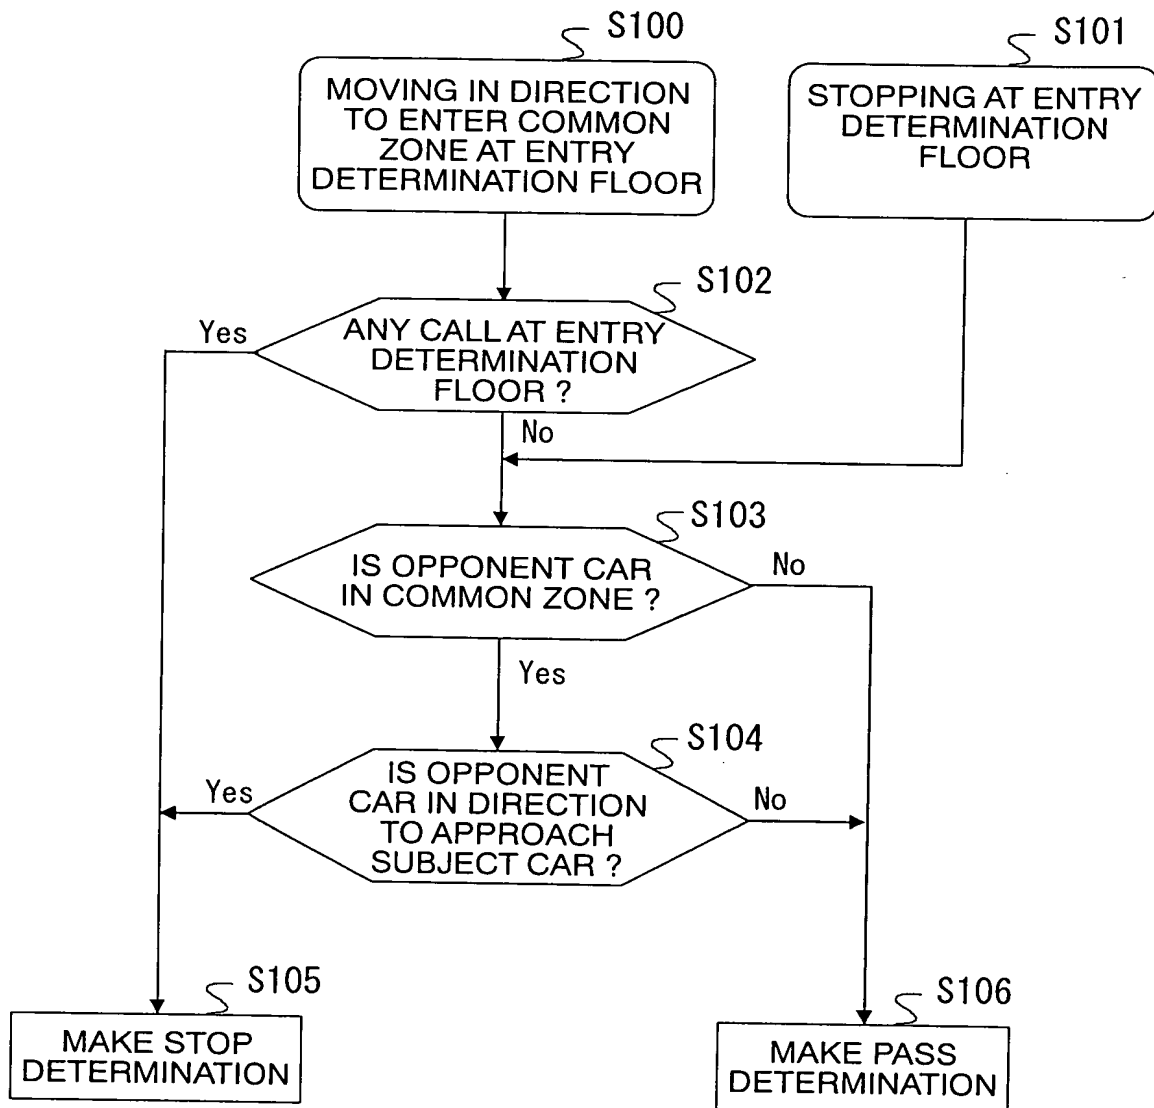 S100
MOVING IN DIRECTION
TO ENTER COMMON
ZONE AT ENTRY
DETERMINATION FLOOR
S101
STOPPING AT ENTRY
DETERMINATION
FLOOR
S102
Yes
ANY CALL AT ENTRY
DETERMINATION
FLOOR ?
No
S103
IS OPPONENT CAR
IN COMMON ZONE ?
No
Yes
S104
Yes
IS OPPONENT
CAR IN DIRECTION
TO APPROACH
SUBJECT CAR ?
No
S105
MAKE STOP
DETERMINATION
S106
MAKE PASS
DETERMINATION